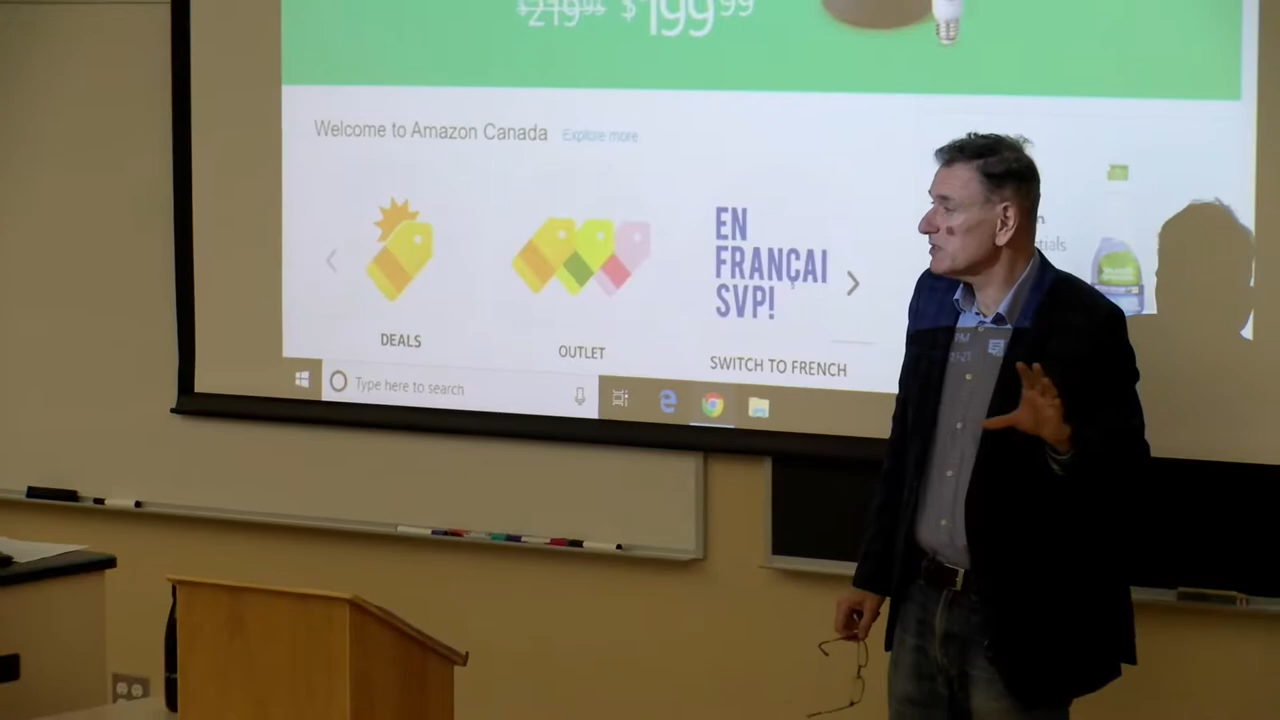 $219.99 $199.99
Welcome to Amazon Canada Explore more
EN
FRANÇAI
SVP!
DEALS
OUTLET
SWITCH TO FRENCH
Type here to search